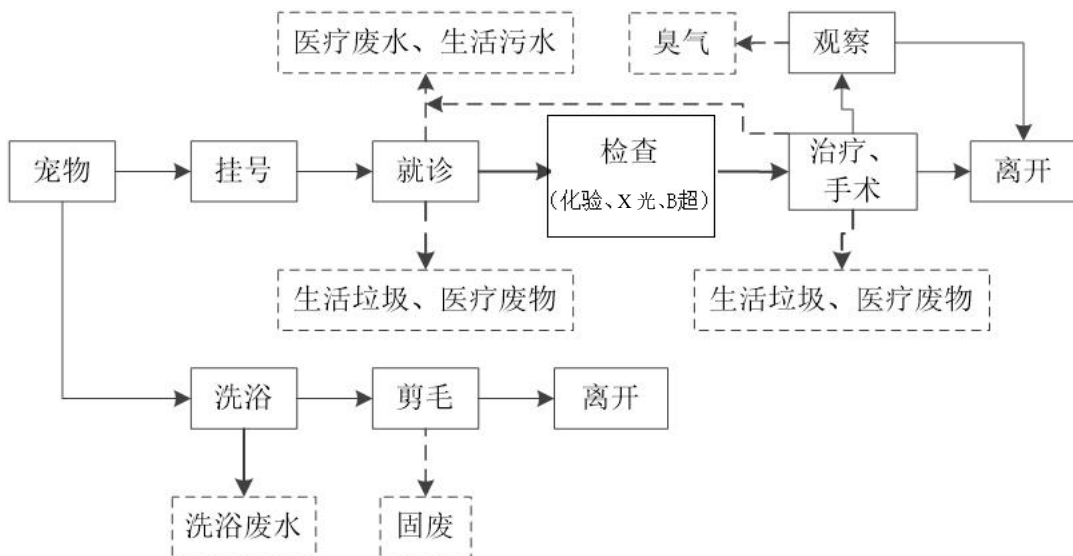 医疗废水、生活污水
臭气
观察
宠物
挂号
就诊
检查
（化验、X光、B超）
治疗、
手术
离开
生活垃圾、医疗废物
生活垃圾、医疗废物
洗浴
剪毛
离开
洗浴废水
固废